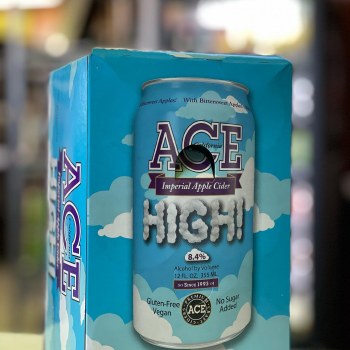 With Bittersweet Apples
ACE
California
Imperial Apple Cider
HIGH!
8.4%
Alcohol by Volume
12 FL. OZ. 355 ML.
Since 1993
Gluten-Free
Vegan
ACE
No Sugar
Added
ACE
HIGH!